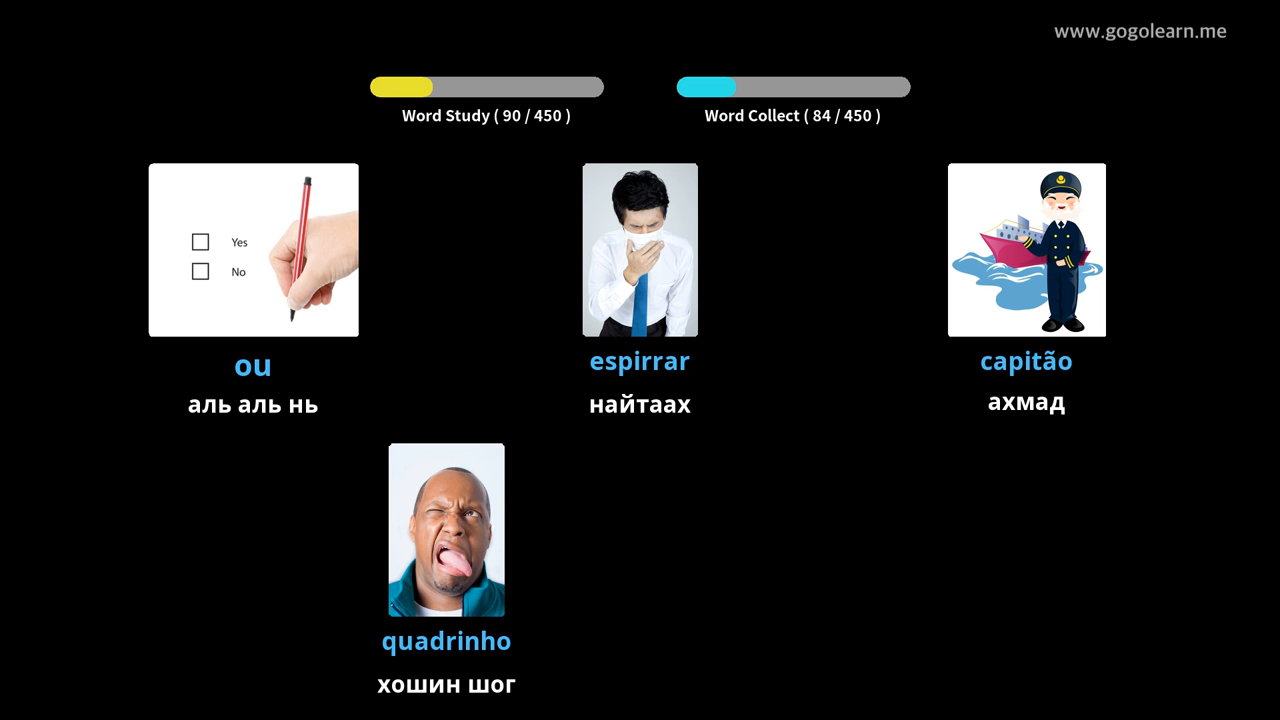 www.gogolearn.me
Word Study ( 90 / 450 )
Word Collect ( 84 / 450 )
Yes
No
ou
аль аль нь
espirrar
найтаах
capitão
ахмад
quadrinho
хошин шог